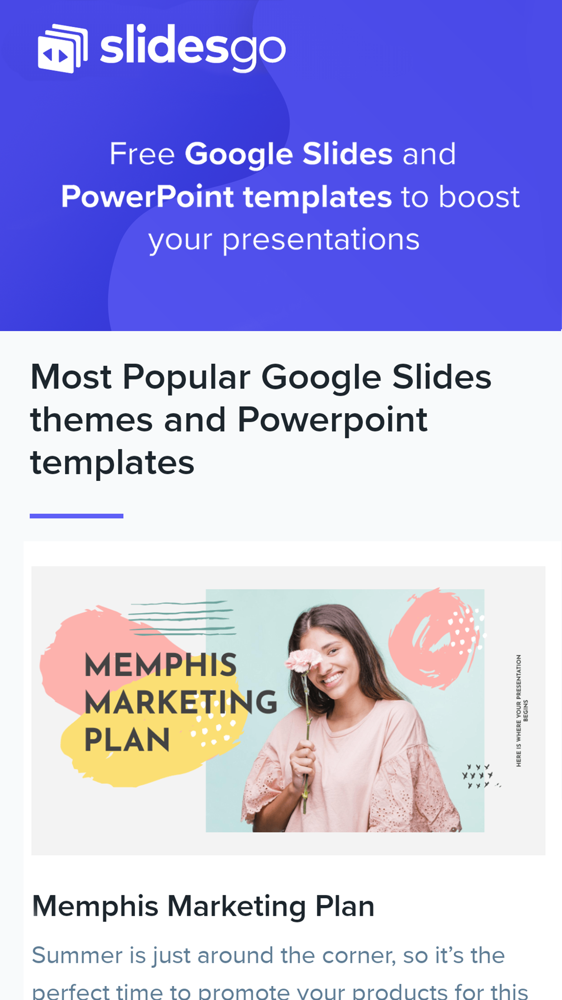 slidesgo
Free Google Slides and
PowerPoint templates to boost
your presentations
Most Popular Google Slides
themes and Powerpoint
templates
MEMPHIS
MARKETING
PLAN
HERE IS WHERE YOUR PRESENTATION
BEGINS
Memphis Marketing Plan
Summer is just around the corner, so it’s the
perfect time to promote your products for this